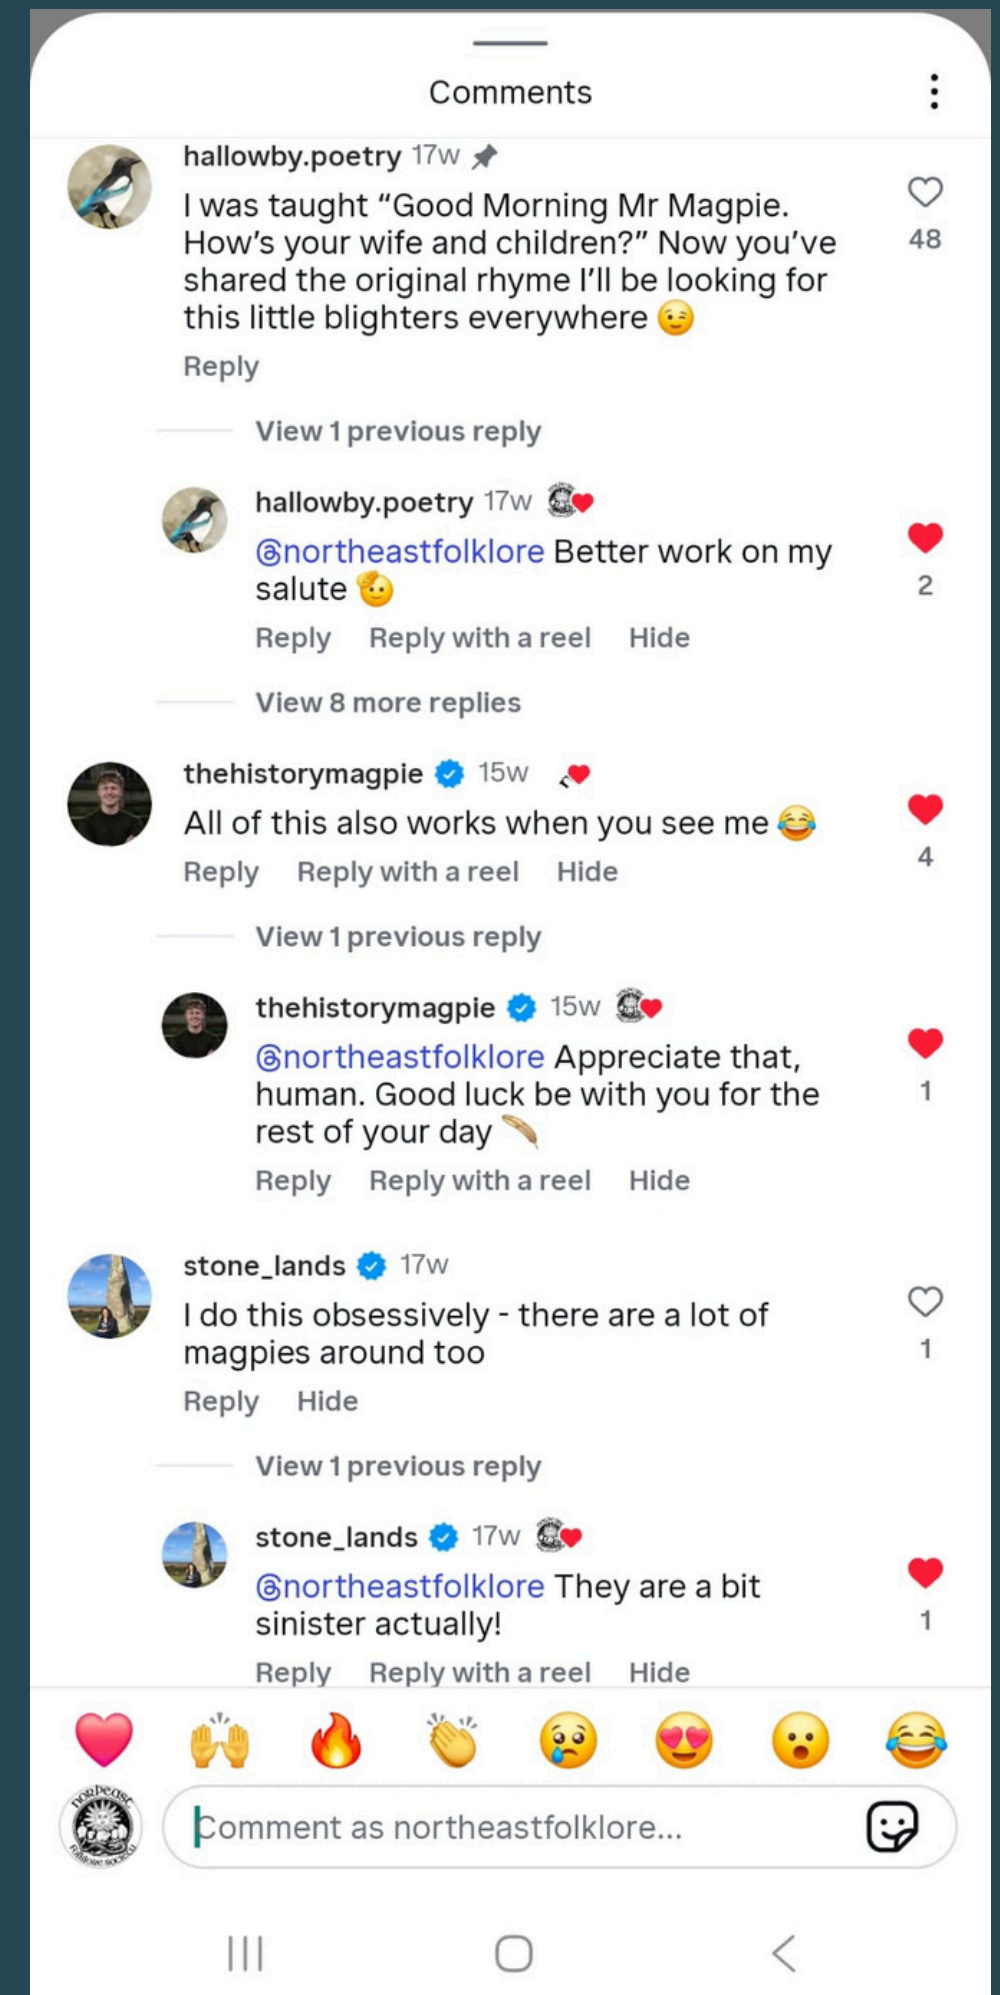 Comments
hallowby.poetry 17w
I was taught “Good Morning Mr Magpie.
How’s your wife and children?” Now you’ve
shared the original rhyme I’ll be looking for
this little blighters everywhere 😉
48
Reply
View 1 previous reply
hallowby.poetry 17w
@northeastfolklore Better work on my
salute 🫡
2
Reply Reply with a reel Hide
View 8 more replies
thehistorymagpie 15w
All of this also works when you see me 😂
4
Reply Reply with a reel Hide
View 1 previous reply
thehistorymagpie 15w
@northeastfolklore Appreciate that,
human. Good luck be with you for the
rest of your day 🪶
1
Reply Reply with a reel Hide
stone_lands 17w
I do this obsessively - there are a lot of
magpies around too
1
Reply Hide
View 1 previous reply
stone_lands 17w
@northeastfolklore They are a bit
sinister actually!
1
Reply Reply with a reel Hide
NORTHEAST
FOLKLORE SOCIETY
Comment as northeastfolklore...